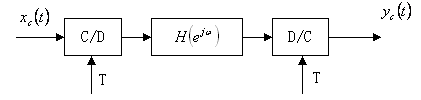 x_c(t) y_c(t)
C/D H(e^{jω}) D/C
T T